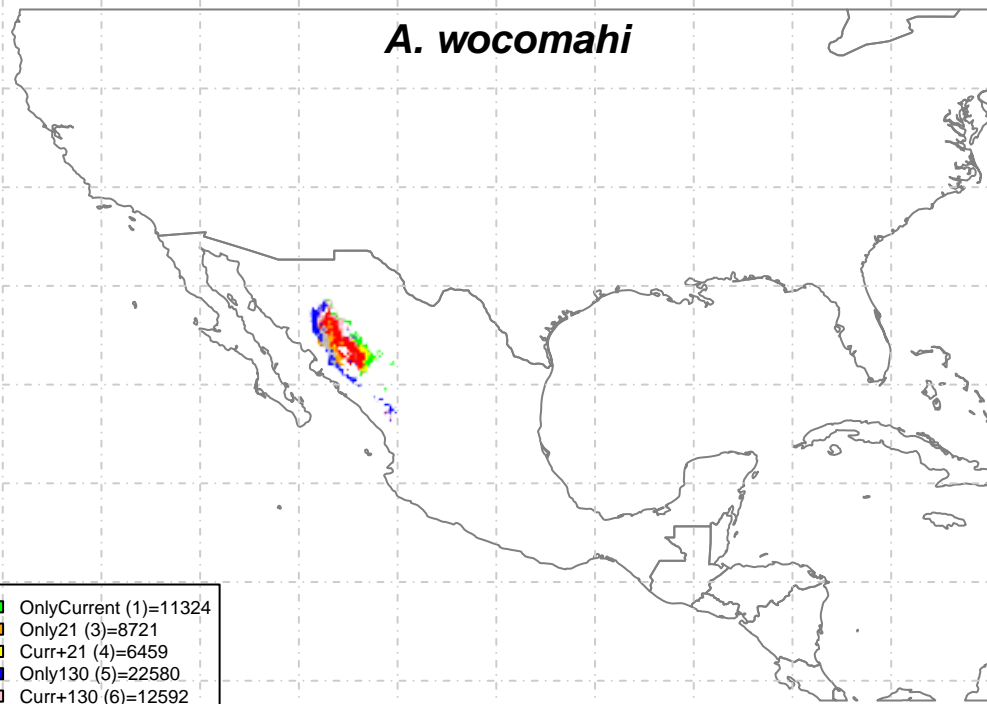 A. wocomahi
OnlyCurrent (1)=11324
Only21 (3)=8721
Curr+21 (4)=6459
Only130 (5)=22580
Curr+130 (6)=12592